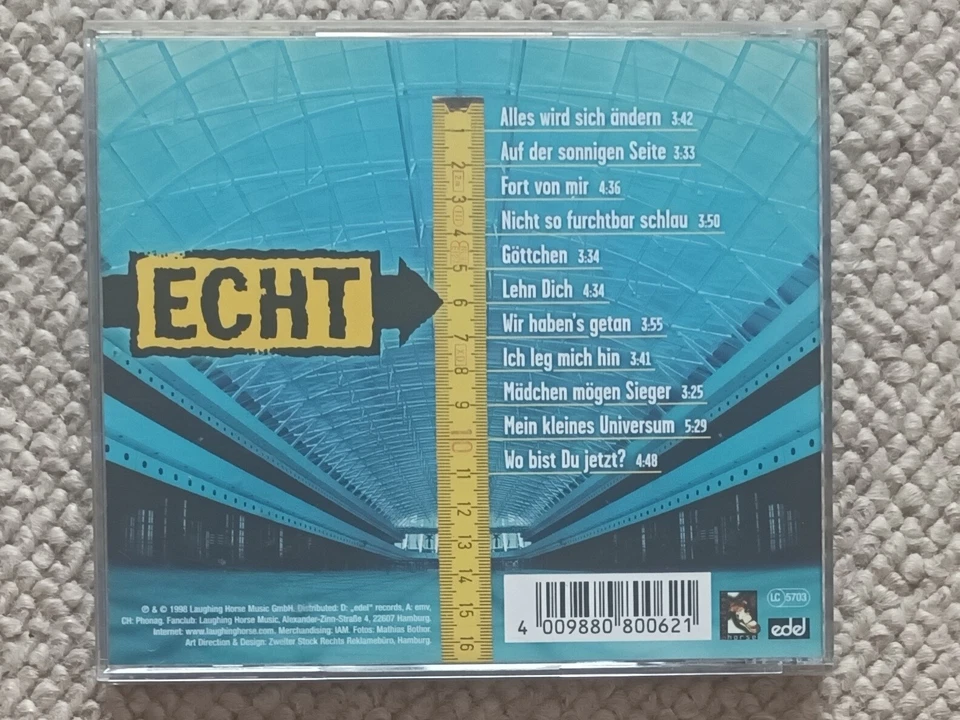 Alles wird sich ändern 3:42
Auf der sonnigen Seite 3:33
Fort von mir 4:36
Nicht so furchtbar schlau 3:50
Göttchen 3:34
Lehn Dich 4:34
Wir haben's getan 3:55
Ich leg mich hin 3:41
Mädchen mögen Sieger 3:25
Mein kleines Universum 5:29
Wo bist Du jetzt? 4:48
ECHT
1
2
3
4
5
6
7
8
9
10
11
12
13
14
15
16
℗ & © 1998 Laughing Horse Music GmbH. Distributed: D: „edel" records, A: emv,
CH: Phonag. Fanclub: Laughing Horse Music, Alexander-Zinn-Straße 4, 22607 Hamburg.
Internet: www.laughinghorse.com. Merchandising: IAM. Fotos: Mathias Bothor.
Art Direction & Design: Zweiter Stock Rechts Reklamebüro, Hamburg.
4 009880 800621
horse
LC 5703
edel